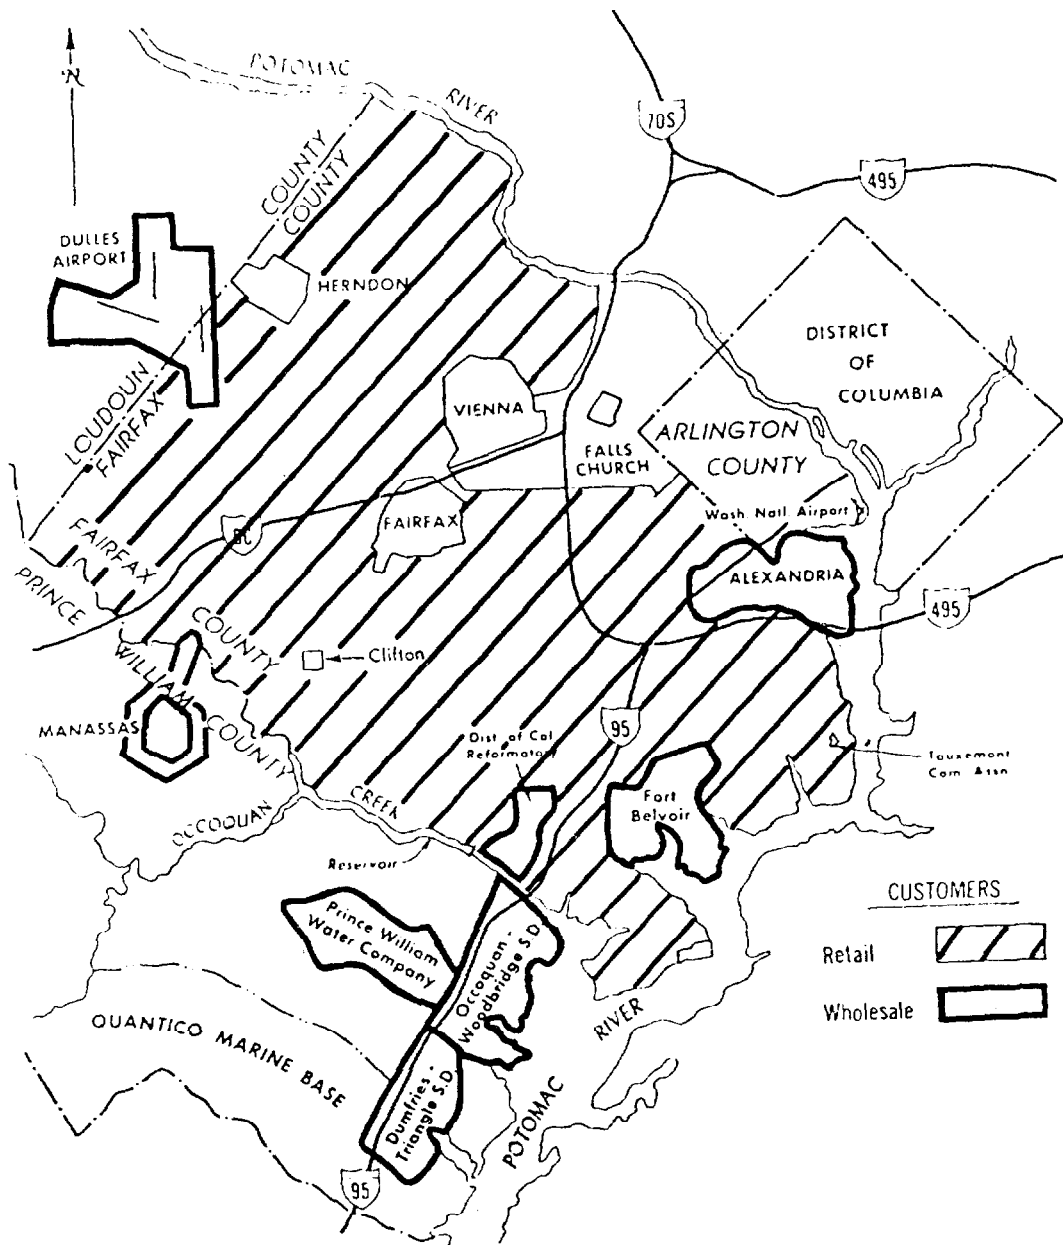 N
POTOMAC
RIVER
70S
495
COUNTY
COUNTY
DULLES
AIRPORT
HERNDON
DISTRICT
OF
COLUMBIA
LOUDOUN
FAIRFAX
VIENNA
ARLINGTON
COUNTY
FALLS
CHURCH
Wash. Natl. Airport
FAIRFAX
FAIRFAX
COUNTY
PRINCE
WILLIAM
COUNTY
ALEXANDRIA
495
Clifton
MANASSAS
95
Dist. of Col
Reformatory
Com. Assn
Fort
Belvoir
OCCOQUAN
CREEK
Reservoir
CUSTOMERS
Retail
Wholesale
Prince William
Water Company
Occoquan-
Woodbridge S.D.
RIVER
POTOMAC
QUANTICO MARINE BASE
Dumfries-
Triangle S.D.
95